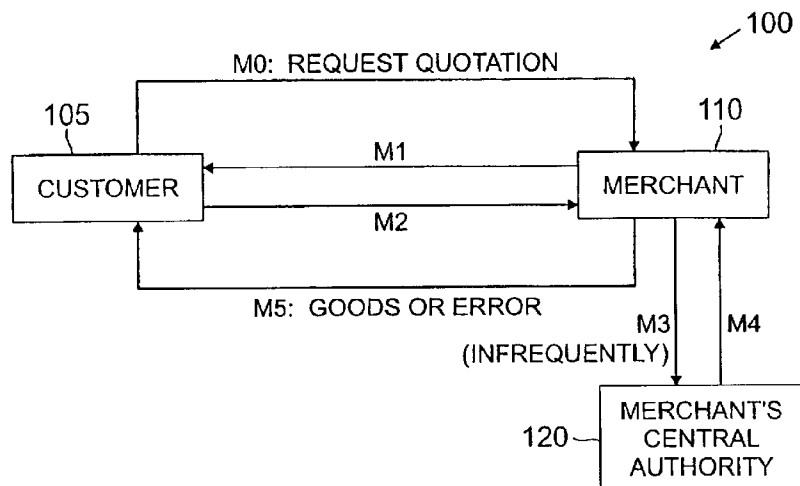 100
M0: REQUEST QUOTATION
105
110
CUSTOMER
M1
MERCHANT
M2
M5: GOODS OR ERROR
M3
(INFREQUENTLY)
M4
120
MERCHANT'S
CENTRAL
AUTHORITY